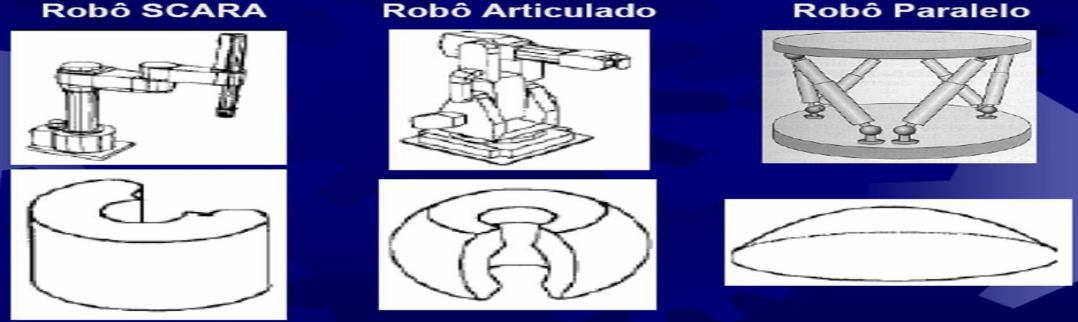 Robô SCARA
Robô Articulado
Robô Paralelo